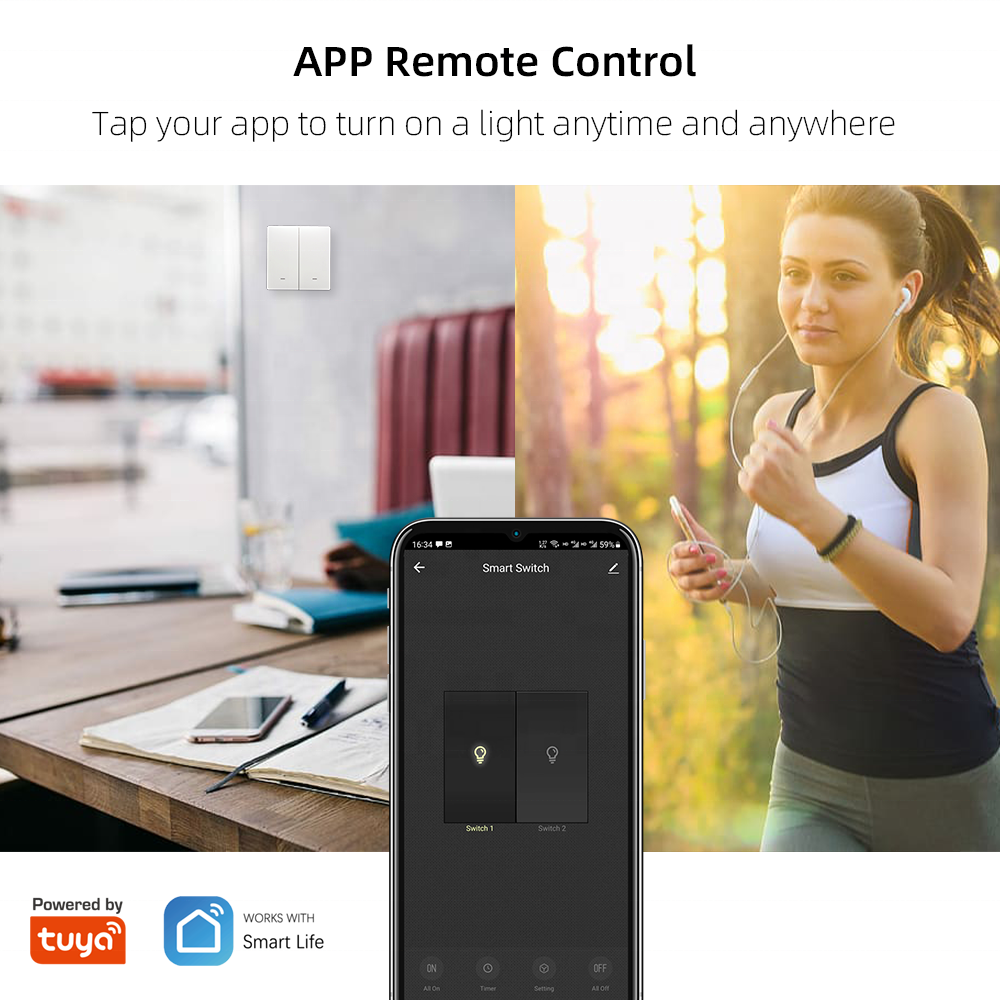 APP Remote Control
Tap your app to turn on a light anytime and anywhere
16:34
59%
Smart Switch
Switch 1
Switch 2
ON
OFF
All On
Timer
Setting
All Off
Powered by
tuya
WORKS WITH
Smart Life